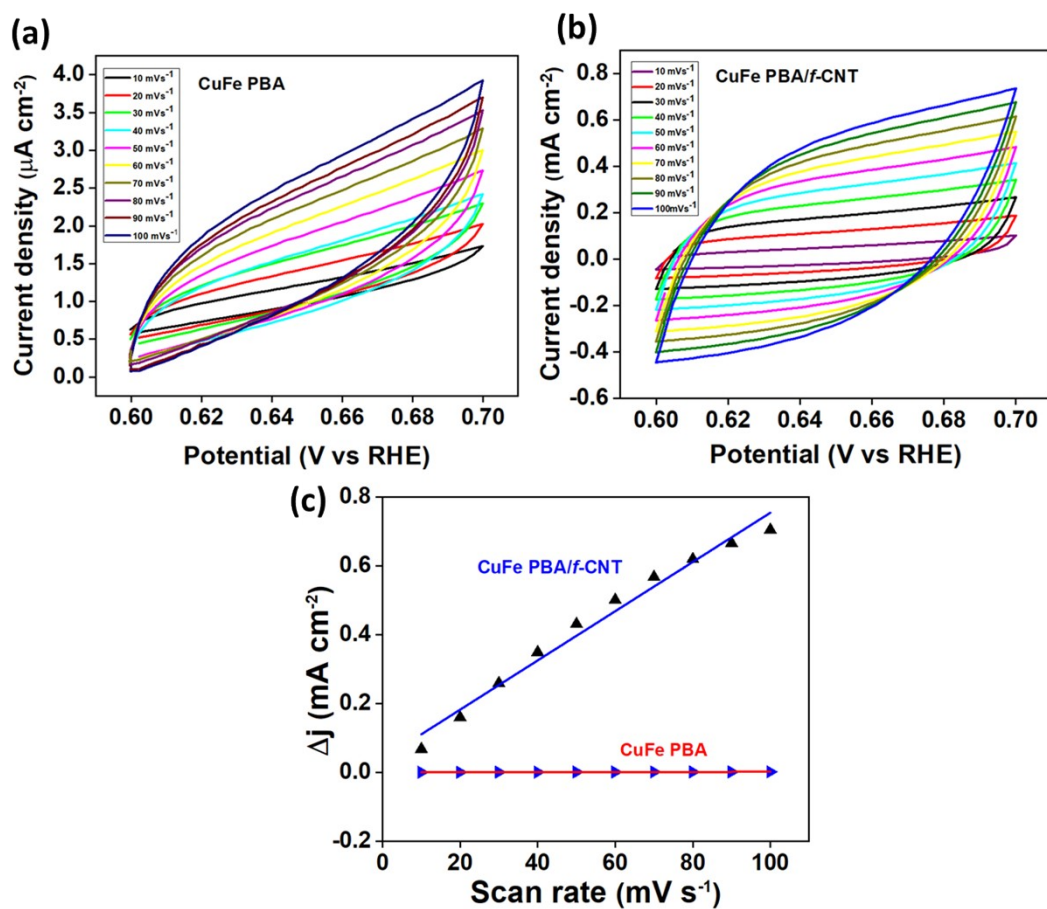 (a)
CuFe PBA
10 mVs⁻¹
20 mVs⁻¹
30 mVs⁻¹
40 mVs⁻¹
50 mVs⁻¹
60 mVs⁻¹
70 mVs⁻¹
80 mVs⁻¹
90 mVs⁻¹
100 mVs⁻¹
4.0
3.5
3.0
2.5
2.0
1.5
1.0
0.5
0.0
Current density (μA cm⁻²)
0.60 0.62 0.64 0.66 0.68 0.70
Potential (V vs RHE)
(b)
CuFe PBA/f-CNT
10 mVs⁻¹
20 mVs⁻¹
30 mVs⁻¹
40 mVs⁻¹
50 mVs⁻¹
60 mVs⁻¹
70 mVs⁻¹
80 mVs⁻¹
90 mVs⁻¹
100mVs⁻¹
0.8
0.6
0.4
0.2
0.0
-0.2
-0.4
-0.6
Current density (mA cm⁻²)
0.60 0.62 0.64 0.66 0.68 0.70
Potential (V vs RHE)
(c)
CuFe PBA/f-CNT
CuFe PBA
0.8
0.6
0.4
0.2
0.0
-0.2
Δj (mA cm⁻²)
0 20 40 60 80 100
Scan rate (mV s⁻¹)